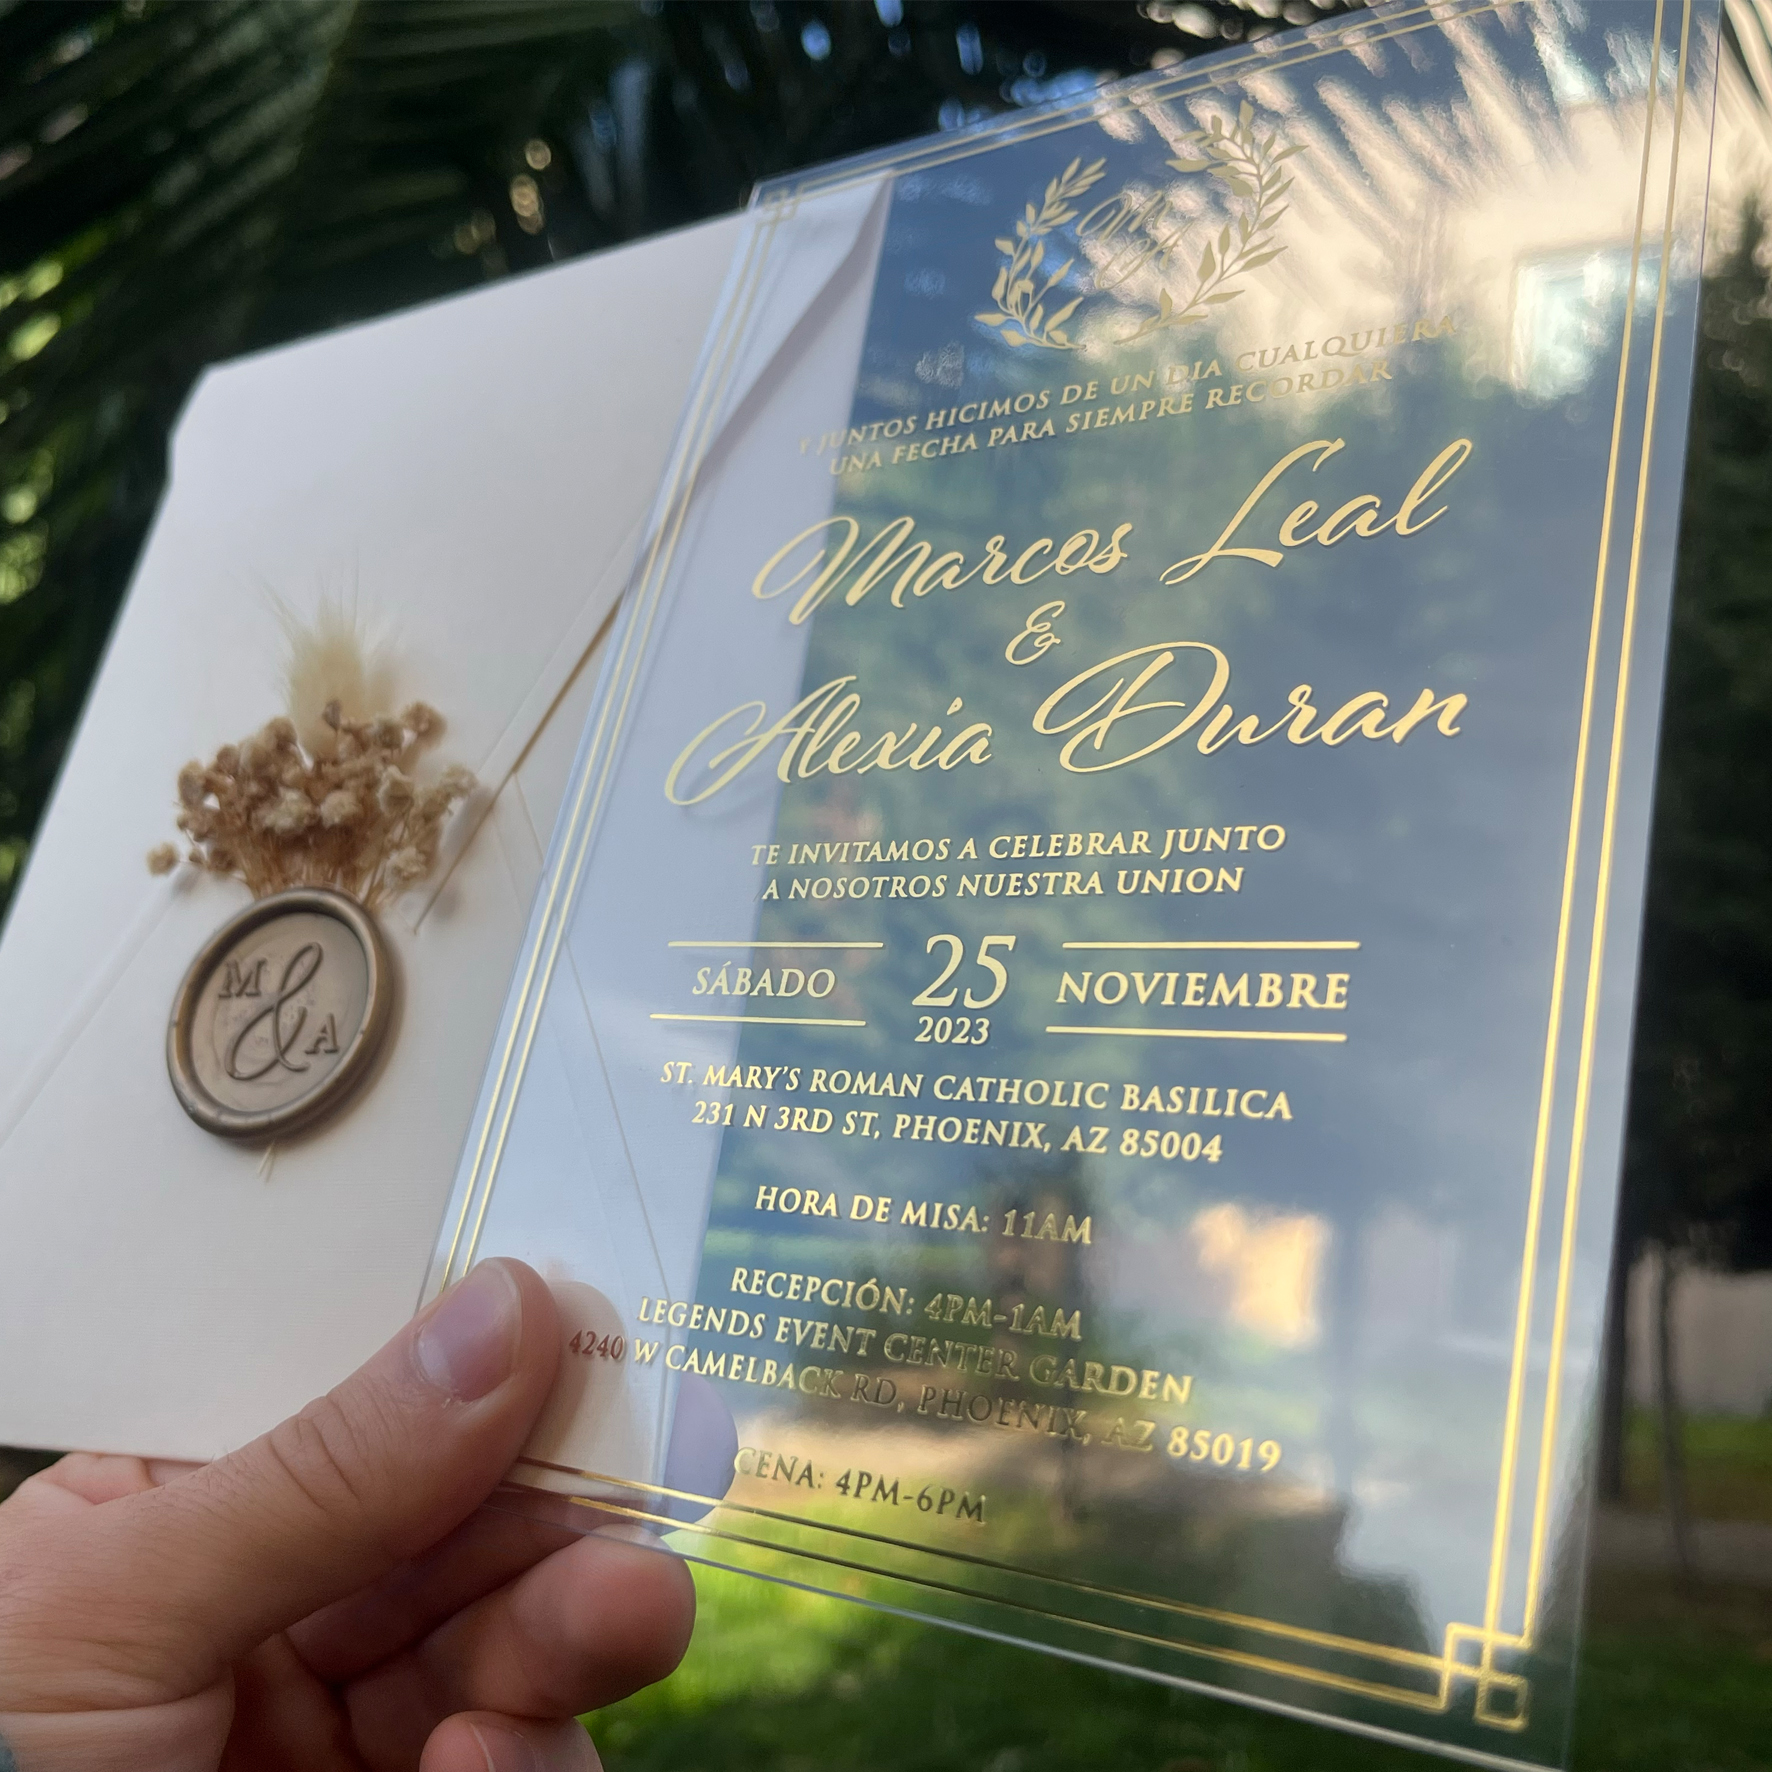 M
A
Y JUNTOS HICIMOS DE UN DIA CUALQUIERA
UNA FECHA PARA SIEMPRE RECORDAR
Marcos Leal
&
Alexia Duran
TE INVITAMOS A CELEBRAR JUNTO
A NOSOTROS NUESTRA UNION
SÁBADO 25 NOVIEMBRE
2023
ST. MARY'S ROMAN CATHOLIC BASILICA
231 N 3RD ST, PHOENIX, AZ 85004
HORA DE MISA: 11AM
RECEPCIÓN: 4PM-1AM
LEGENDS EVENT CENTER GARDEN
4240 W CAMELBACK RD, PHOENIX, AZ 85019
CENA: 4PM-6PM
M & A